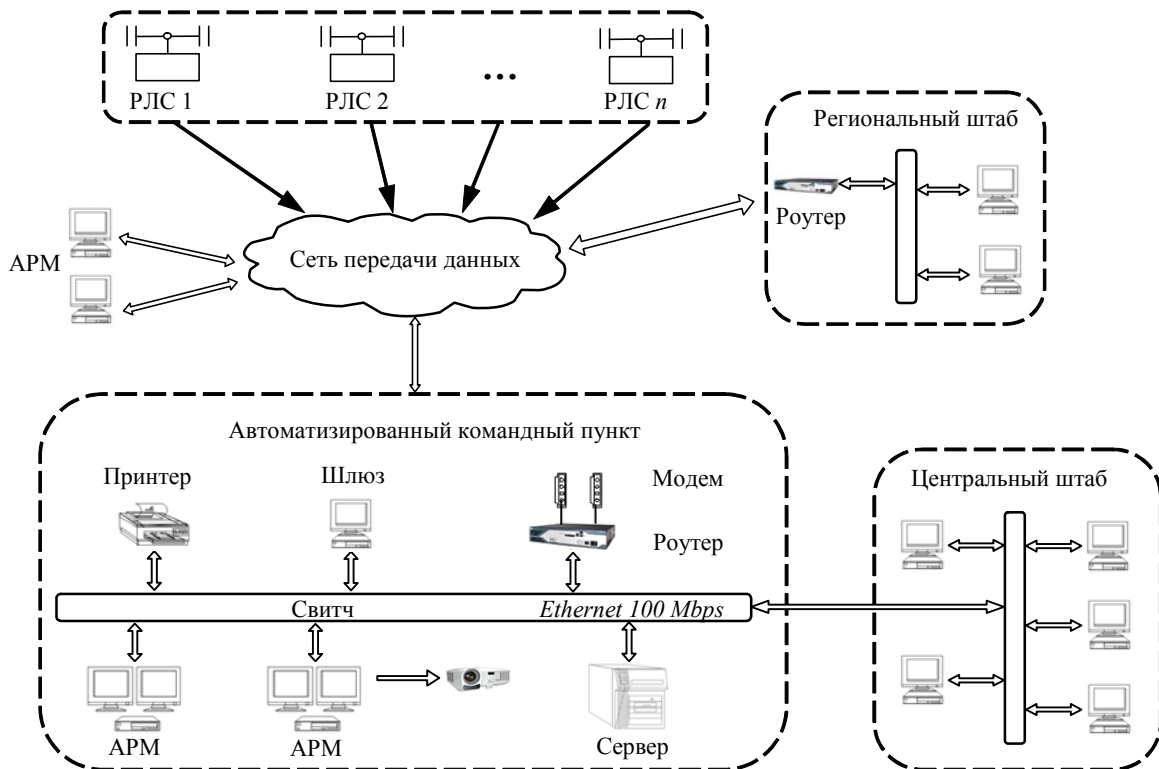 РЛС 1
РЛС 2
...
РЛС n
Региональный штаб
Роутер
АРМ
Сеть передачи данных
Автоматизированный командный пункт
Принтер
Шлюз
Модем
Роутер
Свитч
Ethernet 100 Mbps
АРМ
АРМ
Сервер
Центральный штаб